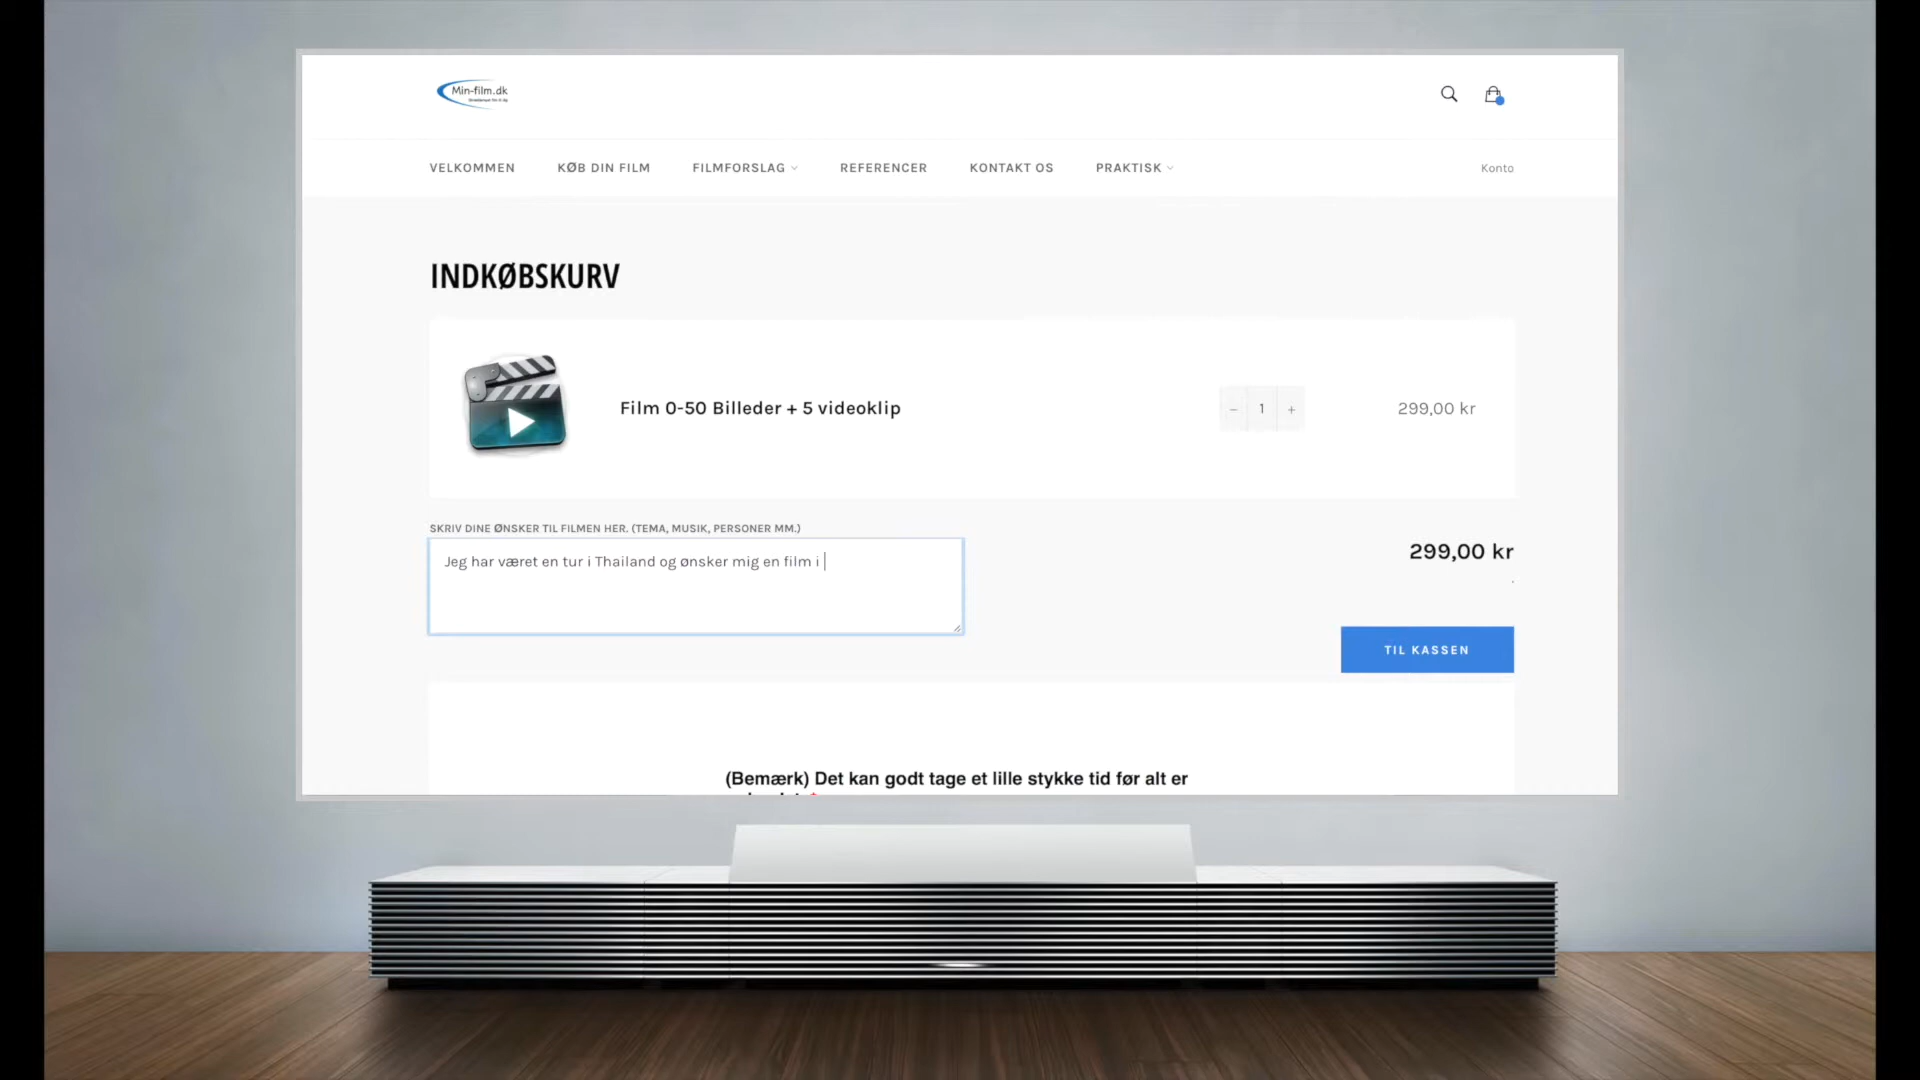 Min-film.dk
VELKOMMEN KØB DIN FILM FILMFORSLAG REFERENCER KONTAKT OS PRAKTISK Konto
INDKØBSKURV
Film 0-50 Billeder + 5 videoklip − 1 + 299,00 kr
SKRIV DINE ØNSKER TIL FILMEN HER. (TEMA, MUSIK, PERSONER MM.)
Jeg har været en tur i Thailand og ønsker mig en film i
299,00 kr
TIL KASSEN
(Bemærk) Det kan godt tage et lille stykke tid før alt er